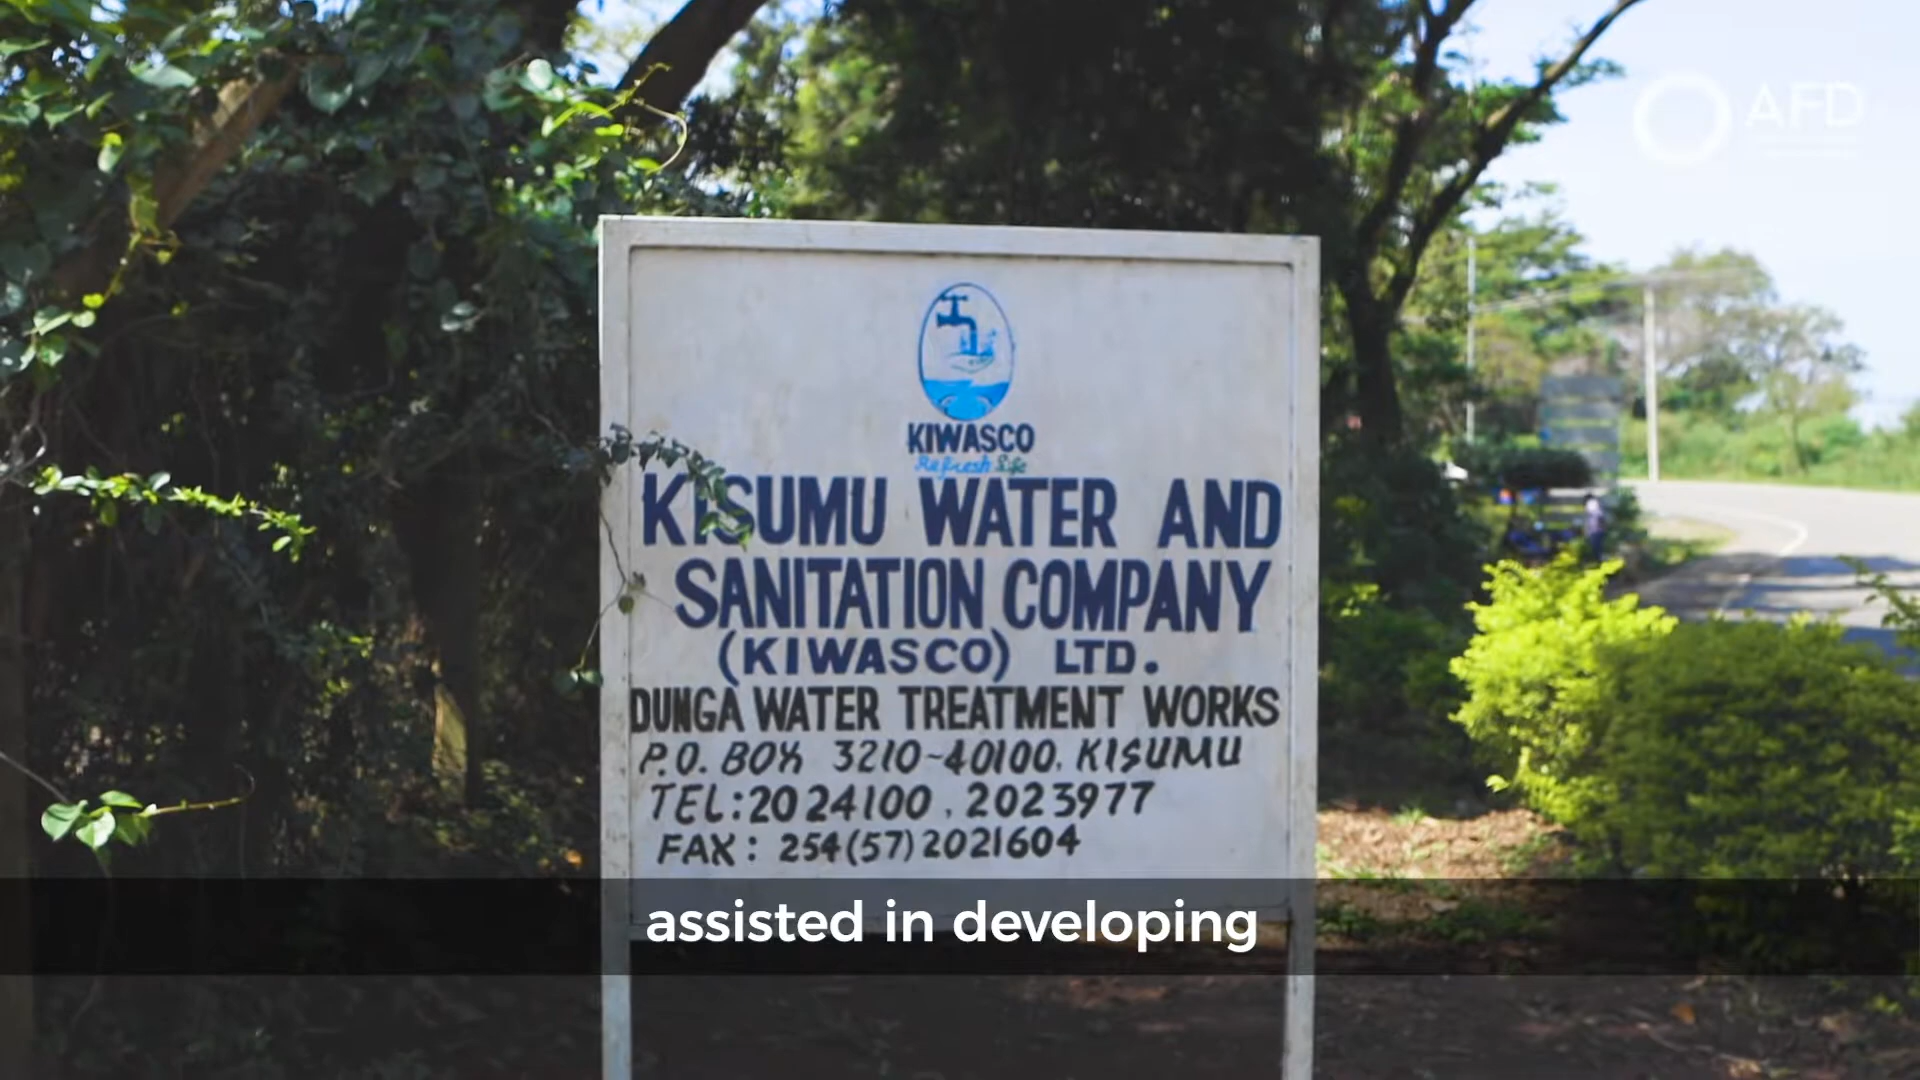 AFD
KIWASCO
Refresh Life
KISUMU WATER AND
SANITATION COMPANY
(KIWASCO) LTD.
DUNGA WATER TREATMENT WORKS
P.O. BOX 3210-40100, KISUMU
TEL:2024100, 2023977
FAX: 254(57)2021604
assisted in developing